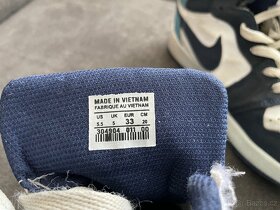 MADE IN VIETNAM
FABRIQUE AU VIETNAM
US UK EUR CM
5.5 5 33 20
304904 011 00